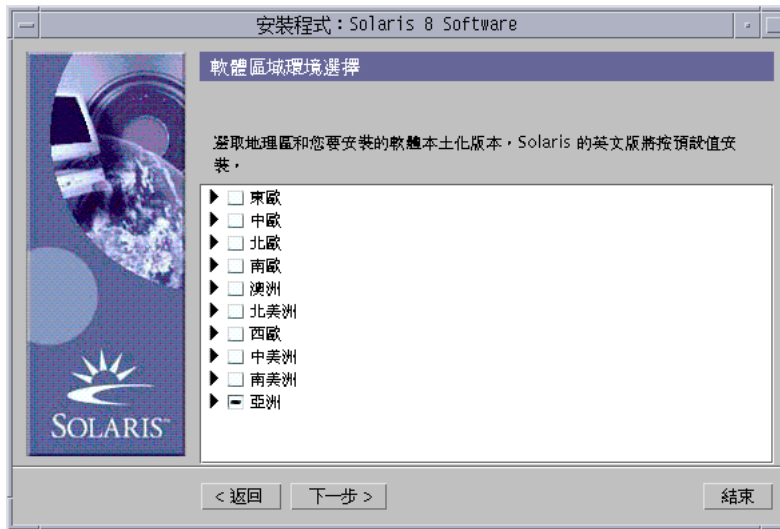 安裝程式：Solaris 8 Software
軟體區域環境選擇
選取地理區和您要安裝的軟體本土化版本，Solaris 的英文版將按預設值安
裝，
東歐
中歐
北歐
南歐
澳洲
北美洲
西歐
中美洲
南美洲
亞洲
SOLARIS™
< 返回
下一步 >
結束